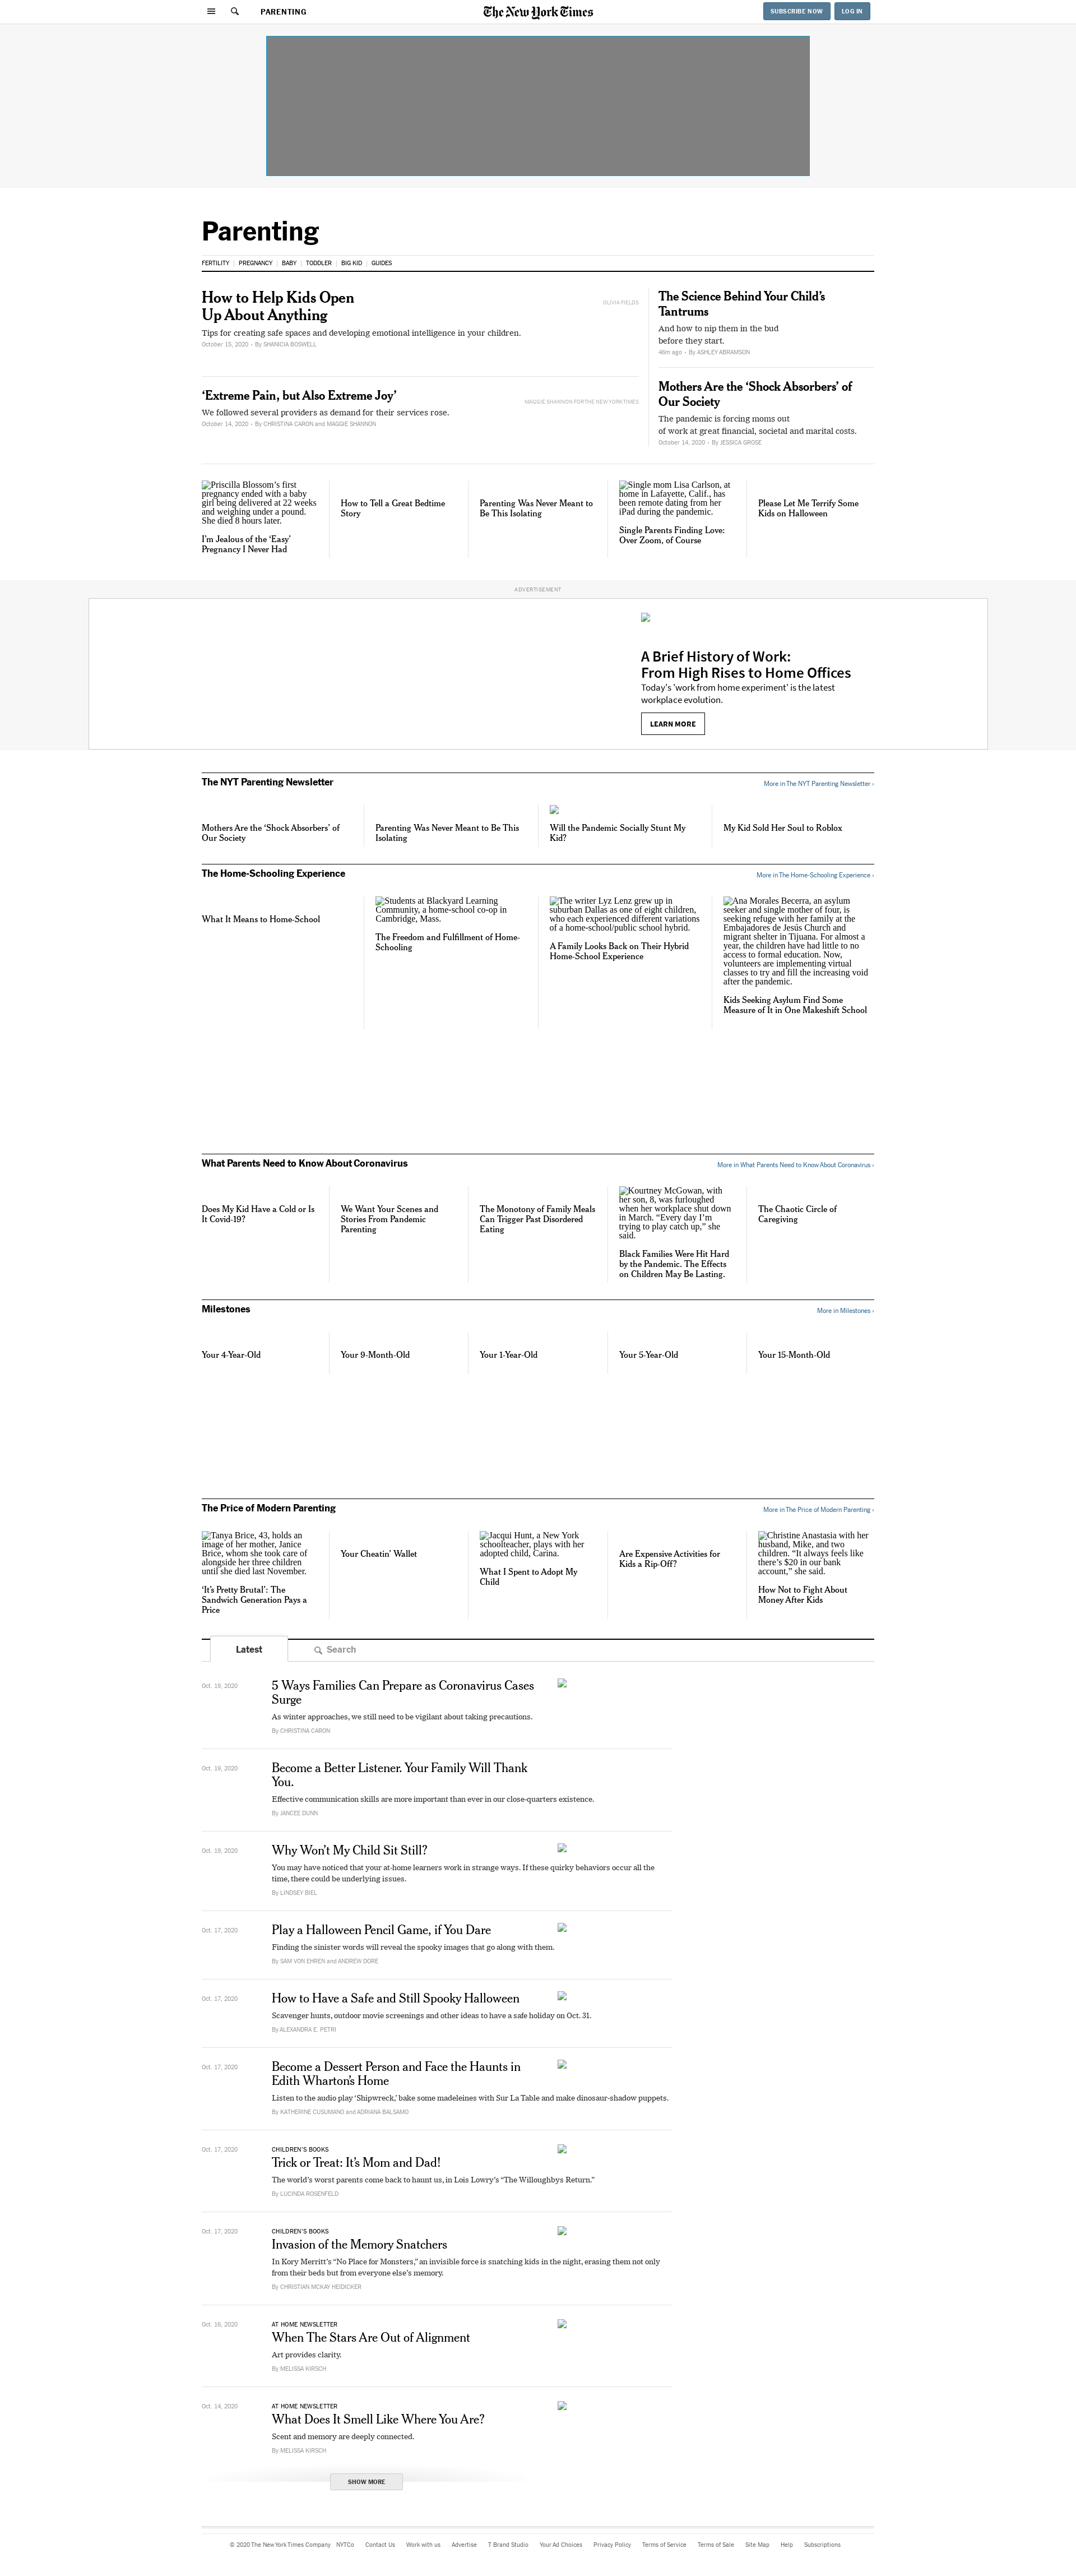 PARENTING
The New York Times
SUBSCRIBE NOW
LOG IN
Parenting
FERTILITY
PREGNANCY
BABY
TODDLER
BIG KID
GUIDES
How to Help Kids Open
Up About Anything
Tips for creating safe spaces and developing emotional intelligence in your children.
October 15, 2020 • By SHANICIA BOSWELL
OLIVIA FIELDS
‘Extreme Pain, but Also Extreme Joy’
We followed several providers as demand for their services rose.
October 14, 2020 • By CHRISTINA CARON and MAGGIE SHANNON
MAGGIE SHANNON FOR THE NEW YORK TIMES
The Science Behind Your Child’s
Tantrums
And how to nip them in the bud
before they start.
46m ago • By ASHLEY ABRAMSON
Mothers Are the ‘Shock Absorbers’ of
Our Society
The pandemic is forcing moms out
of work at great financial, societal and marital costs.
October 14, 2020 • By JESSICA GROSE
Priscilla Blossom’s first
pregnancy ended with a baby
girl being delivered at 22 weeks
and weighing under a pound.
She died 8 hours later.
I’m Jealous of the ‘Easy’
Pregnancy I Never Had
How to Tell a Great Bedtime
Story
Parenting Was Never Meant to
Be This Isolating
Single mom Lisa Carlson, at
home in Lafayette, Calif., has
been remote dating from her
iPad during the pandemic.
Single Parents Finding Love:
Over Zoom, of Course
Please Let Me Terrify Some
Kids on Halloween
ADVERTISEMENT
A Brief History of Work:
From High Rises to Home Offices
Today's 'work from home experiment' is the latest
workplace evolution.
LEARN MORE
The NYT Parenting Newsletter
More in The NYT Parenting Newsletter ›
Mothers Are the ‘Shock Absorbers’ of
Our Society
Parenting Was Never Meant to Be This
Isolating
Will the Pandemic Socially Stunt My
Kid?
My Kid Sold Her Soul to Roblox
The Home-Schooling Experience
More in The Home-Schooling Experience ›
What It Means to Home-School
Students at Blackyard Learning
Community, a home-school co-op in
Cambridge, Mass.
The Freedom and Fulfillment of Home-
Schooling
The writer Lyz Lenz grew up in
suburban Dallas as one of eight children,
who each experienced different variations
of a home-school/public school hybrid.
A Family Looks Back on Their Hybrid
Home-School Experience
Ana Morales Becerra, an asylum
seeker and single mother of four, is
seeking refuge with her family at the
Embajadores de Jesús Church and
migrant shelter in Tijuana. For almost a
year, the children have had little to no
access to formal education. Now,
volunteers are implementing virtual
classes to try and fill the increasing void
after the pandemic.
Kids Seeking Asylum Find Some
Measure of It in One Makeshift School
What Parents Need to Know About Coronavirus
More in What Parents Need to Know About Coronavirus ›
Does My Kid Have a Cold or Is
It Covid-19?
We Want Your Scenes and
Stories From Pandemic
Parenting
The Monotony of Family Meals
Can Trigger Past Disordered
Eating
Kourtney McGowan, with
her son, 8, was furloughed
when her workplace shut down
in March. “Every day I’m
trying to play catch up,” she
said.
Black Families Were Hit Hard
by the Pandemic. The Effects
on Children May Be Lasting.
The Chaotic Circle of
Caregiving
Milestones
More in Milestones ›
Your 4-Year-Old
Your 9-Month-Old
Your 1-Year-Old
Your 5-Year-Old
Your 15-Month-Old
The Price of Modern Parenting
More in The Price of Modern Parenting ›
Tanya Brice, 43, holds an
image of her mother, Janice
Brice, whom she took care of
alongside her three children
until she died last November.
‘It’s Pretty Brutal’: The
Sandwich Generation Pays a
Price
Your Cheatin’ Wallet
Jacqui Hunt, a New York
schoolteacher, plays with her
adopted child, Carina.
What I Spent to Adopt My
Child
Are Expensive Activities for
Kids a Rip-Off?
Christine Anastasia with her
husband, Mike, and two
children. “It always feels like
there’s $20 in our bank
account,” she said.
How Not to Fight About
Money After Kids
Latest
Search
Oct. 19, 2020
5 Ways Families Can Prepare as Coronavirus Cases
Surge
As winter approaches, we still need to be vigilant about taking precautions.
By CHRISTINA CARON
Oct. 19, 2020
Become a Better Listener. Your Family Will Thank
You.
Effective communication skills are more important than ever in our close-quarters existence.
By JANCEE DUNN
Oct. 19, 2020
Why Won’t My Child Sit Still?
You may have noticed that your at-home learners work in strange ways. If these quirky behaviors occur all the
time, there could be underlying issues.
By LINDSEY BIEL
Oct. 17, 2020
Play a Halloween Pencil Game, if You Dare
Finding the sinister words will reveal the spooky images that go along with them.
By SAM VON EHREN and ANDREW DORE
Oct. 17, 2020
How to Have a Safe and Still Spooky Halloween
Scavenger hunts, outdoor movie screenings and other ideas to have a safe holiday on Oct. 31.
By ALEXANDRA E. PETRI
Oct. 17, 2020
Become a Dessert Person and Face the Haunts in
Edith Wharton’s Home
Listen to the audio play ‘Shipwreck,’ bake some madeleines with Sur La Table and make dinosaur-shadow puppets.
By KATHERINE CUSUMANO and ADRIANA BALSAMO
Oct. 17, 2020
CHILDREN’S BOOKS
Trick or Treat: It’s Mom and Dad!
The world’s worst parents come back to haunt us, in Lois Lowry’s “The Willoughbys Return.”
By LUCINDA ROSENFELD
Oct. 17, 2020
CHILDREN’S BOOKS
Invasion of the Memory Snatchers
In Kory Merritt’s “No Place for Monsters,” an invisible force is snatching kids in the night, erasing them not only
from their beds but from everyone else’s memory.
By CHRISTIAN MCKAY HEIDICKER
Oct. 16, 2020
AT HOME NEWSLETTER
When The Stars Are Out of Alignment
Art provides clarity.
By MELISSA KIRSCH
Oct. 14, 2020
AT HOME NEWSLETTER
What Does It Smell Like Where You Are?
Scent and memory are deeply connected.
By MELISSA KIRSCH
SHOW MORE
© 2020 The New York Times Company
NYTCo
Contact Us
Work with us
Advertise
T Brand Studio
Your Ad Choices
Privacy Policy
Terms of Service
Terms of Sale
Site Map
Help
Subscriptions